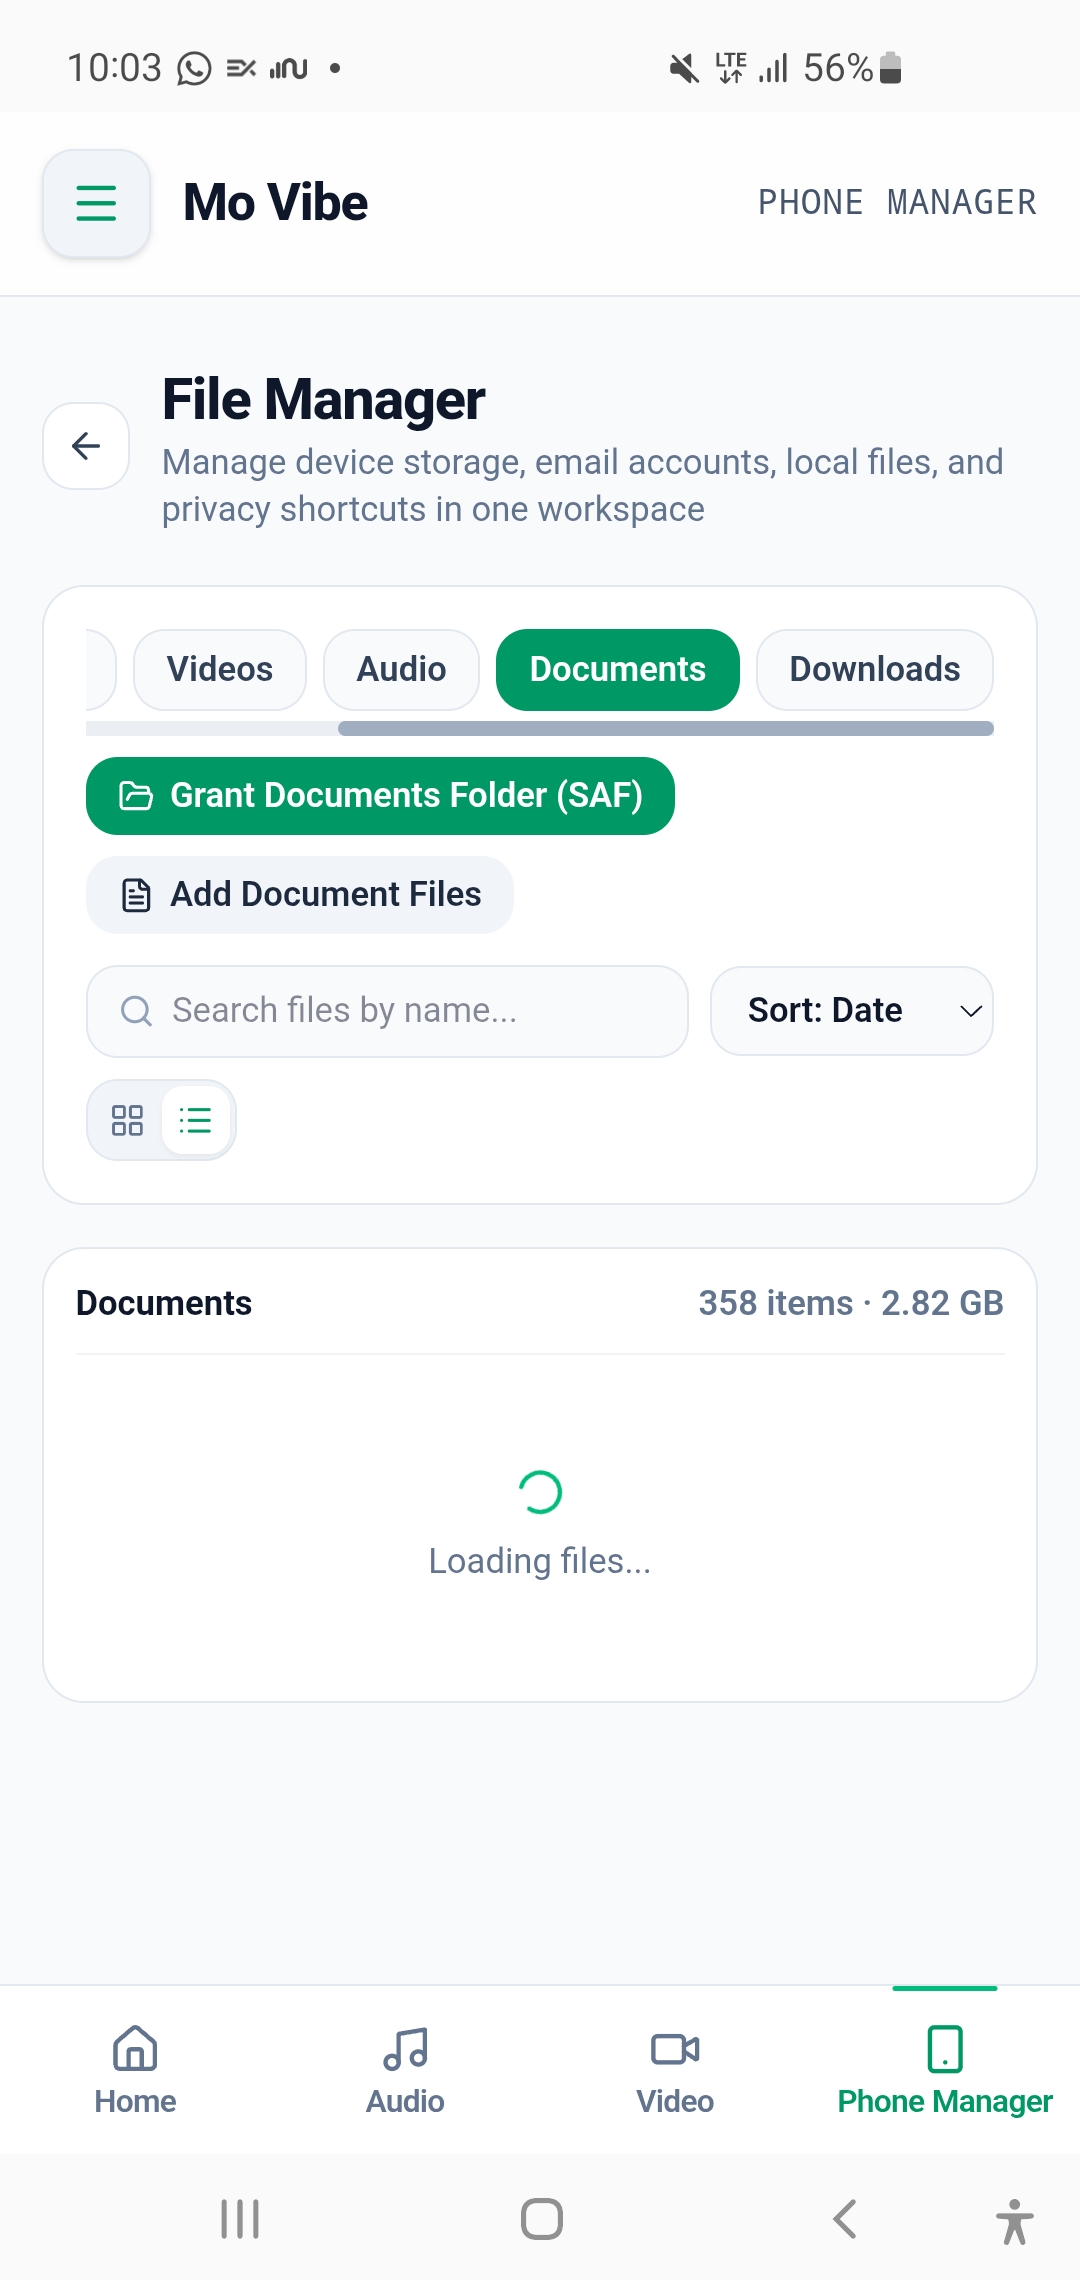 10:03
LTE
56%
Mo Vibe
PHONE MANAGER
File Manager
Manage device storage, email accounts, local files, and
privacy shortcuts in one workspace
Videos
Audio
Documents
Downloads
Grant Documents Folder (SAF)
Add Document Files
Search files by name...
Sort: Date
Documents
358 items · 2.82 GB
Loading files...
Home
Audio
Video
Phone Manager